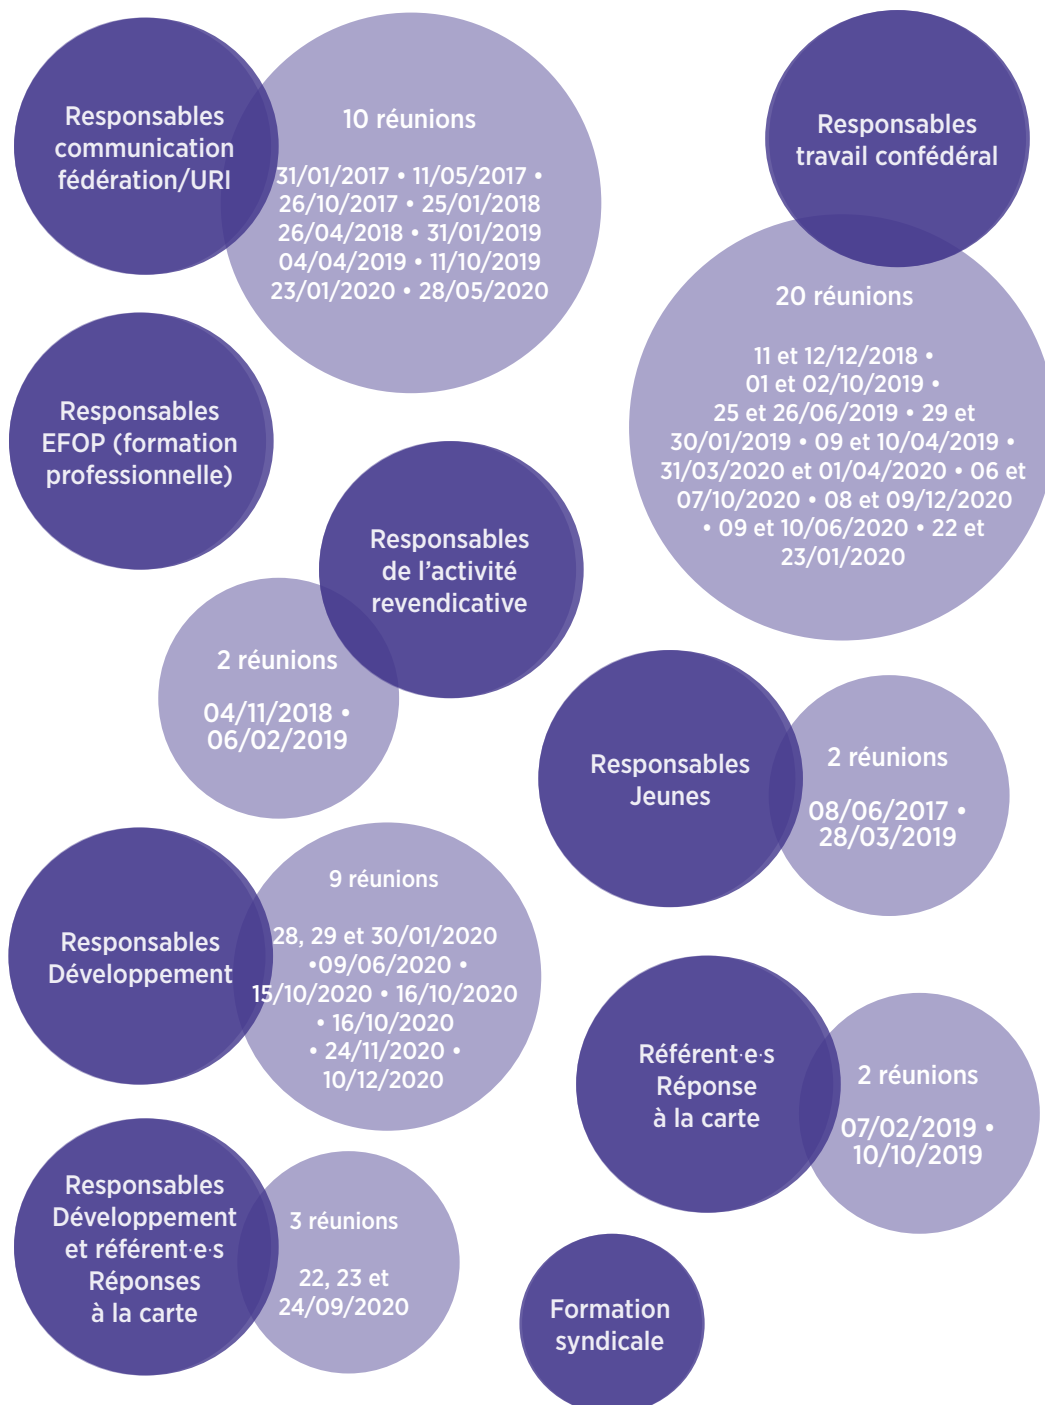 Responsables
communication
fédération/URI
10 réunions
31/01/2017 • 11/05/2017 •
26/10/2017 • 25/01/2018
26/04/2018 • 31/01/2019
04/04/2019 • 11/10/2019
23/01/2020 • 28/05/2020
Responsables
travail confédéral
20 réunions
11 et 12/12/2018 •
01 et 02/10/2019 •
25 et 26/06/2019 • 29 et
30/01/2019 • 09 et 10/04/2019 •
31/03/2020 et 01/04/2020 • 06 et
07/10/2020 • 08 et 09/12/2020
• 09 et 10/06/2020 • 22 et
23/01/2020
Responsables
EFOP (formation
professionnelle)
Responsables
de l’activité
revendicative
2 réunions
04/11/2018 •
06/02/2019
Responsables
Jeunes
2 réunions
08/06/2017 •
28/03/2019
Responsables
Développement
9 réunions
28, 29 et 30/01/2020
•09/06/2020 •
15/10/2020 • 16/10/2020
• 16/10/2020
• 24/11/2020 •
10/12/2020
Référent·e·s
Réponse
à la carte
2 réunions
07/02/2019 •
10/10/2019
Responsables
Développement
et référent·e·s
Réponses
à la carte
3 réunions
22, 23 et
24/09/2020
Formation
syndicale